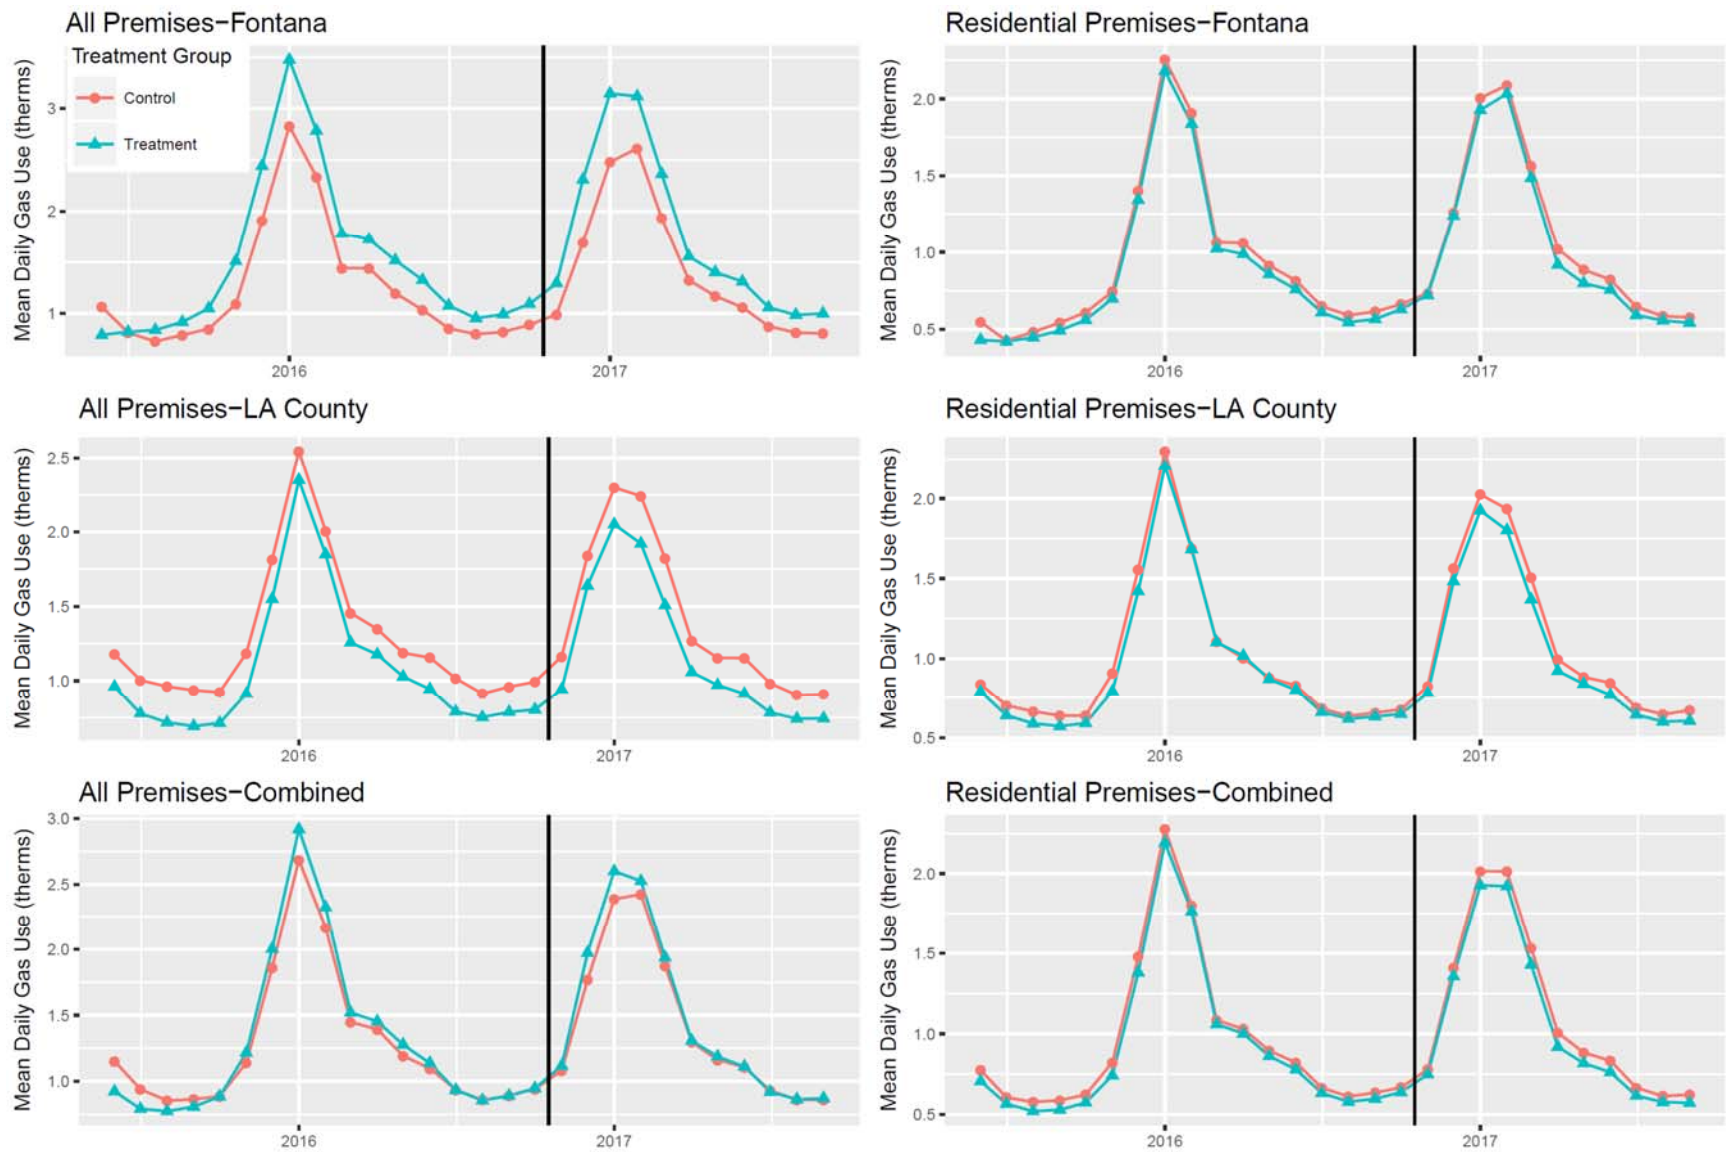 All Premises−Fontana
Treatment Group
Control
Treatment
Mean Daily Gas Use (therms)
3
2
1
2016
2017
Residential Premises−Fontana
Mean Daily Gas Use (therms)
2.0
1.5
1.0
0.5
2016
2017
All Premises−LA County
Mean Daily Gas Use (therms)
2.5
2.0
1.5
1.0
2016
2017
Residential Premises−LA County
Mean Daily Gas Use (therms)
2.0
1.5
1.0
0.5
2016
2017
All Premises−Combined
Mean Daily Gas Use (therms)
3.0
2.5
2.0
1.5
1.0
2016
2017
Residential Premises−Combined
Mean Daily Gas Use (therms)
2.0
1.5
1.0
0.5
2016
2017